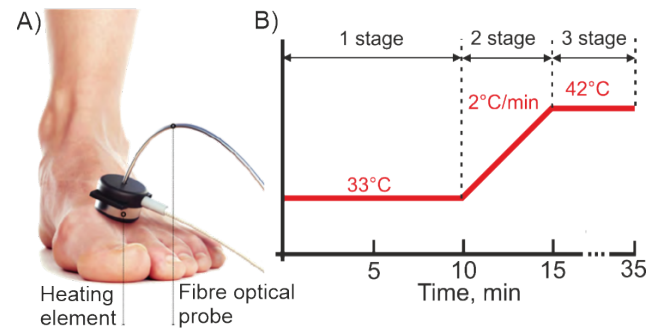 A)
Heating
element
Fibre optical
probe
B)
1 stage
2 stage
3 stage
33°C
2°C/min
42°C
5
10
15
35
Time, min